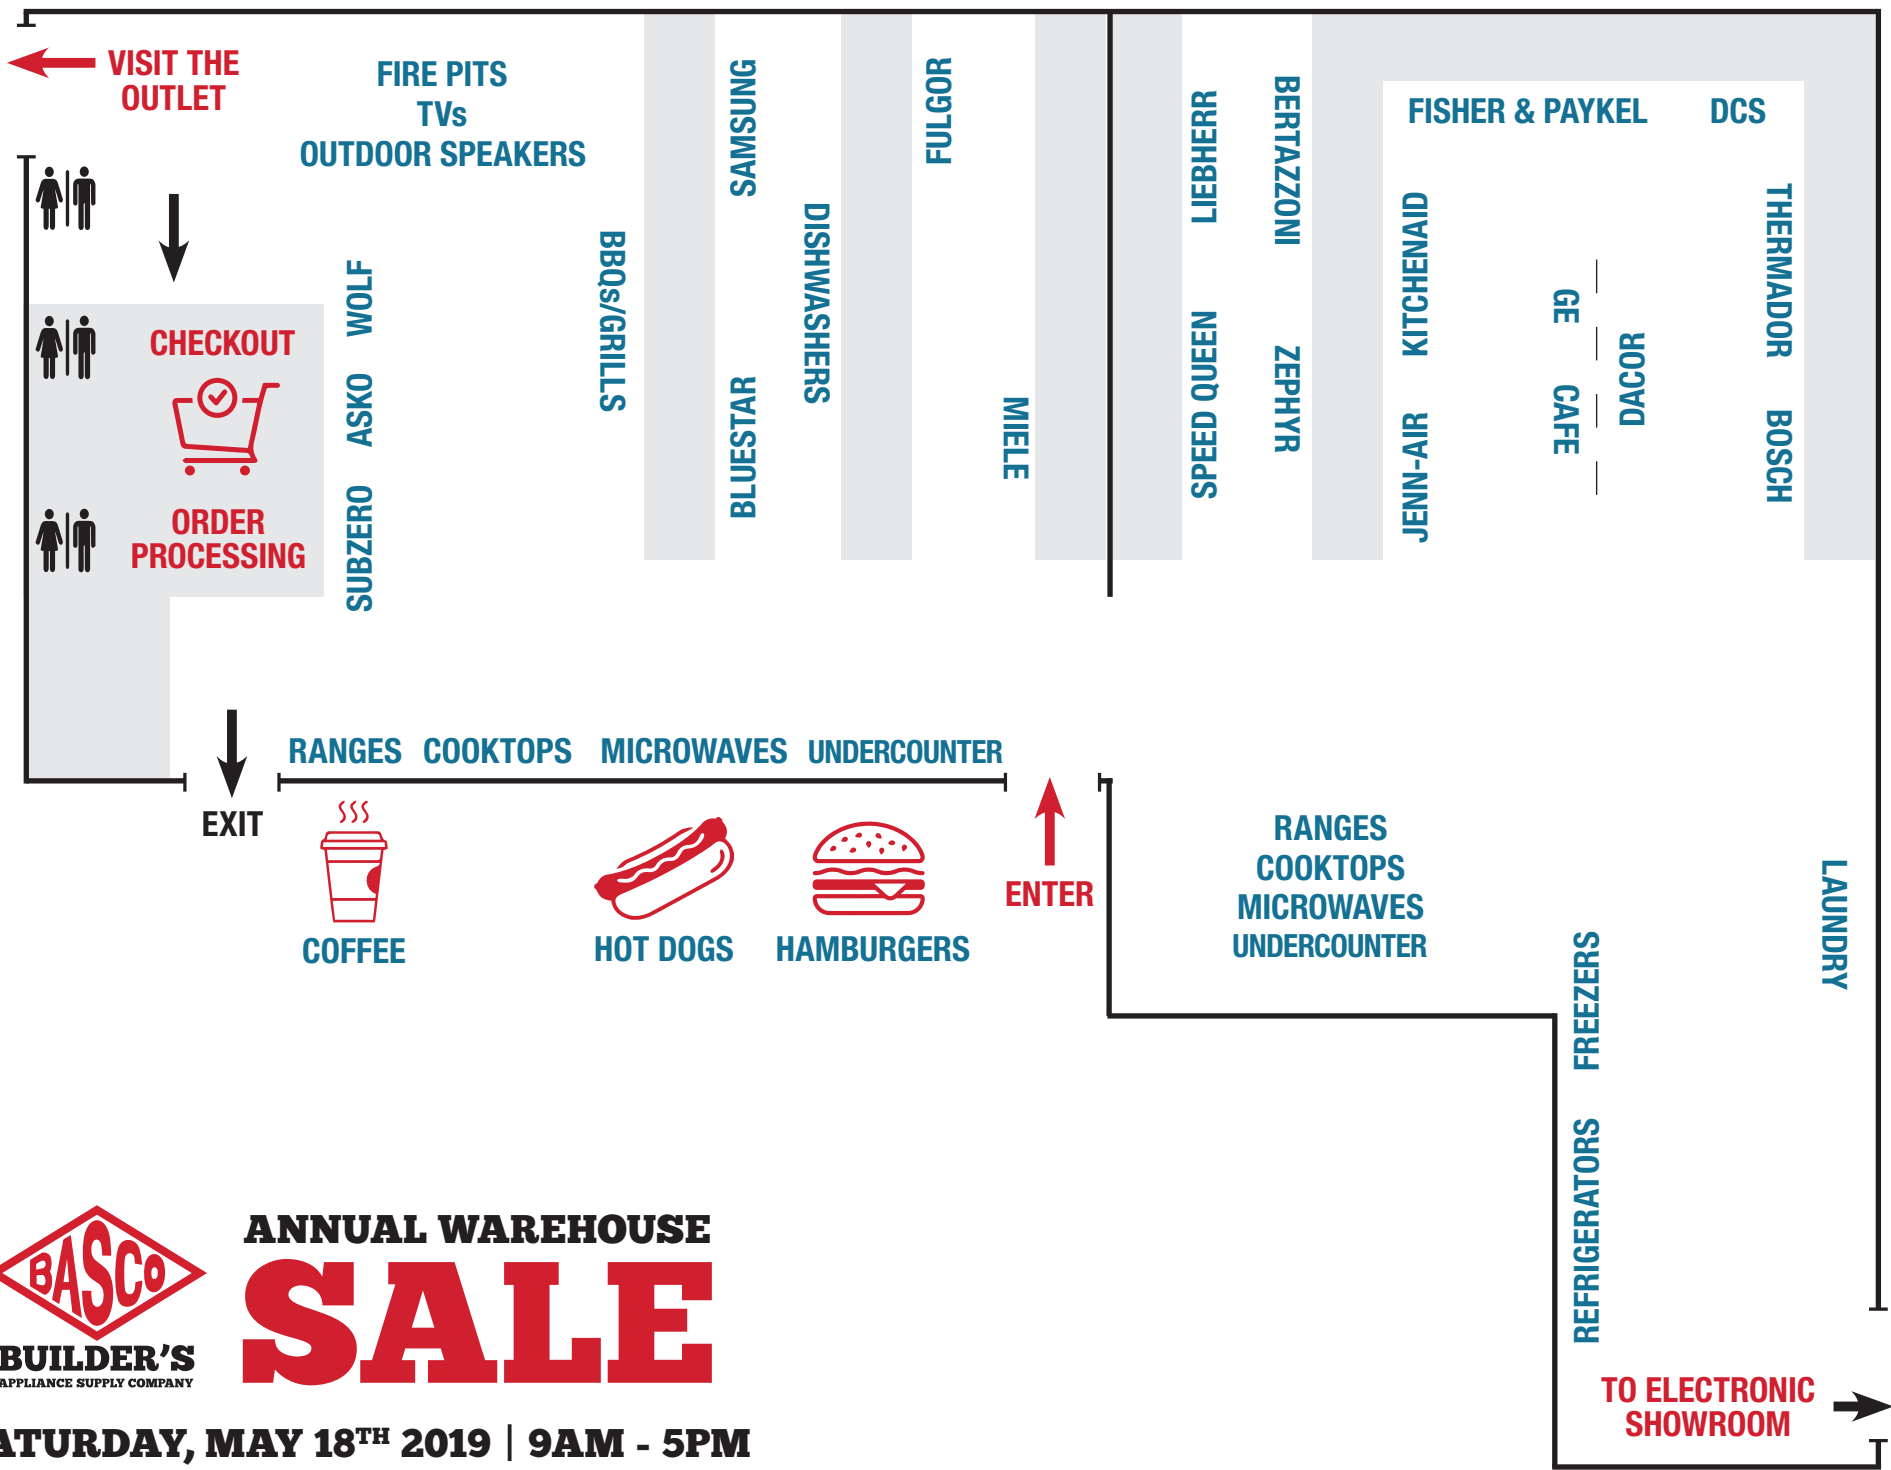 VISIT THE
OUTLET
FIRE PITS
TVs
OUTDOOR SPEAKERS
BBQs/GRILLS
SAMSUNG
BLUESTAR
DISHWASHERS
FULGOR
MIELE
LIEBHERR
SPEED QUEEN
BERTAZZONI
ZEPHYR
FISHER & PAYKEL
DCS
KITCHENAID
JENN-AIR
GE
CAFE
DACOR
THERMADOR
BOSCH
CHECKOUT
ORDER
PROCESSING
WOLF
ASKO
SUBZERO
RANGES
COOKTOPS
MICROWAVES
UNDERCOUNTER
EXIT
ENTER
COFFEE
HOT DOGS
HAMBURGERS
RANGES
COOKTOPS
MICROWAVES
UNDERCOUNTER
LAUNDRY
FREEZERS
REFRIGERATORS
TO ELECTRONIC
SHOWROOM
BASCO
BUILDER'S
APPLIANCE SUPPLY COMPANY
ANNUAL WAREHOUSE
SALE
ATURDAY, MAY 18TH 2019 | 9AM - 5PM